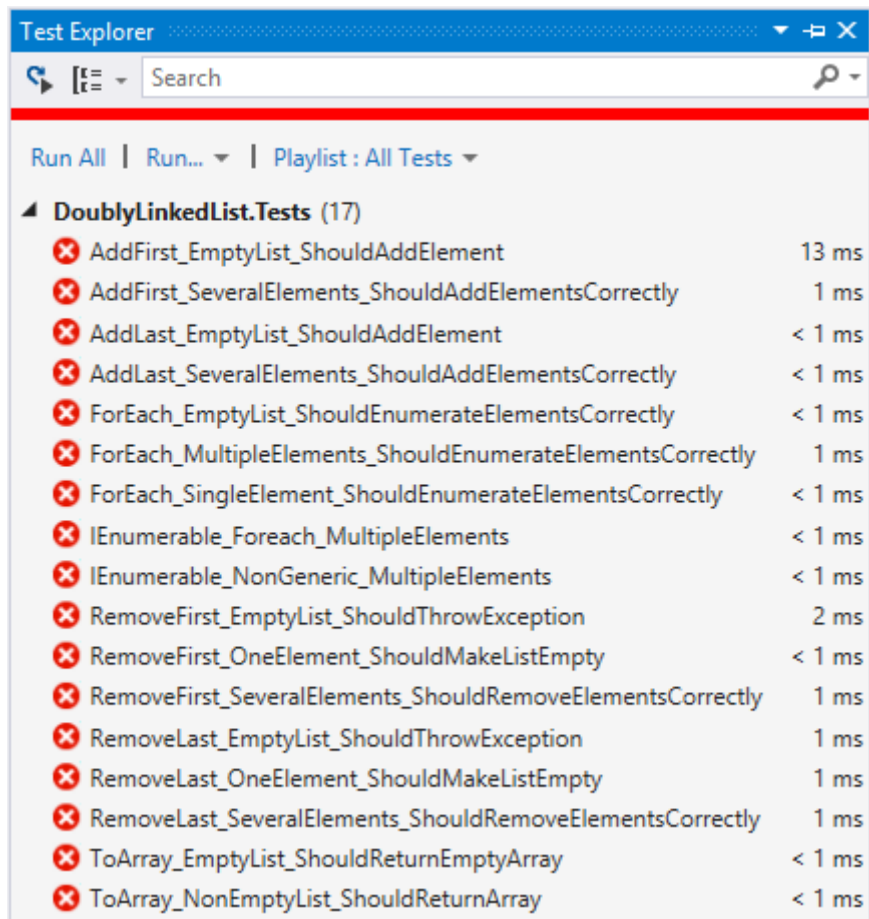 Test Explorer
Search
Run All | Run... | Playlist : All Tests
DoublyLinkedList.Tests (17)
AddFirst_EmptyList_ShouldAddElement 13 ms
AddFirst_SeveralElements_ShouldAddElementsCorrectly 1 ms
AddLast_EmptyList_ShouldAddElement < 1 ms
AddLast_SeveralElements_ShouldAddElementsCorrectly < 1 ms
ForEach_EmptyList_ShouldEnumerateElementsCorrectly < 1 ms
ForEach_MultipleElements_ShouldEnumerateElementsCorrectly 1 ms
ForEach_SingleElement_ShouldEnumerateElementsCorrectly < 1 ms
IEnumerable_Foreach_MultipleElements < 1 ms
IEnumerable_NonGeneric_MultipleElements < 1 ms
RemoveFirst_EmptyList_ShouldThrowException 2 ms
RemoveFirst_OneElement_ShouldMakeListEmpty < 1 ms
RemoveFirst_SeveralElements_ShouldRemoveElementsCorrectly 1 ms
RemoveLast_EmptyList_ShouldThrowException 1 ms
RemoveLast_OneElement_ShouldMakeListEmpty 1 ms
RemoveLast_SeveralElements_ShouldRemoveElementsCorrectly 1 ms
ToArray_EmptyList_ShouldReturnEmptyArray < 1 ms
ToArray_NonEmptyList_ShouldReturnArray < 1 ms